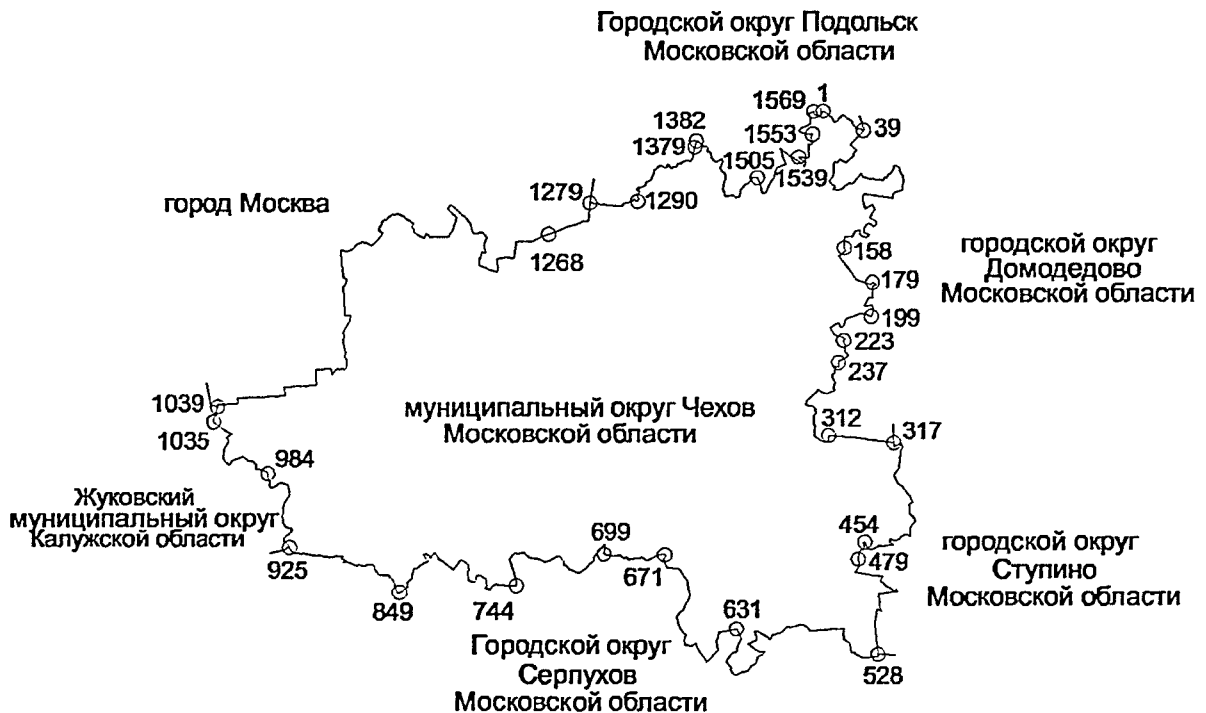 Городской округ Подольск
Московской области
1569
1
1382
1553
39
1379
1505
1539
1279
1290
город Москва
1268
158
городской округ
Домодедово
Московской области
179
199
223
237
1039
муниципальный округ Чехов
Московской области
312
317
1035
984
Жуковский
муниципальный округ
Калужской области
925
699
671
454
479
городской округ
Ступино
Московской области
849
744
631
Городской округ
Серпухов
Московской области
528